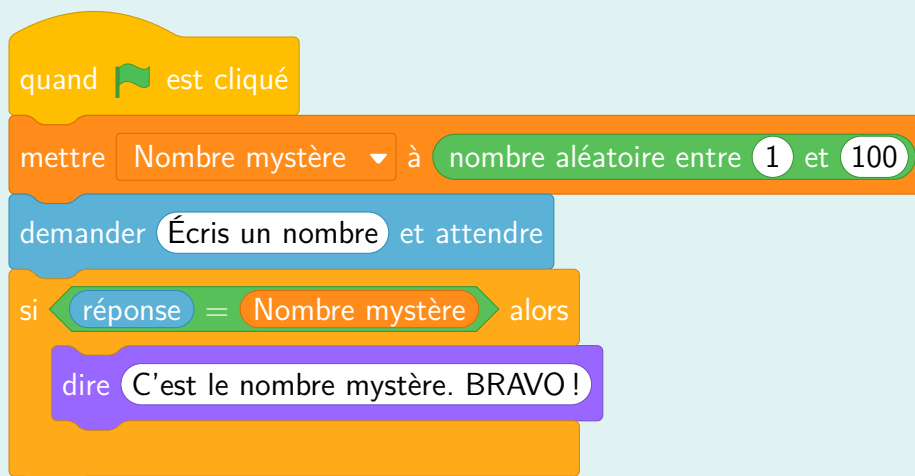 quand est cliqué
mettre Nombre mystère à nombre aléatoire entre 1 et 100
demander Écris un nombre et attendre
si réponse = Nombre mystère alors
dire C'est le nombre mystère. BRAVO !